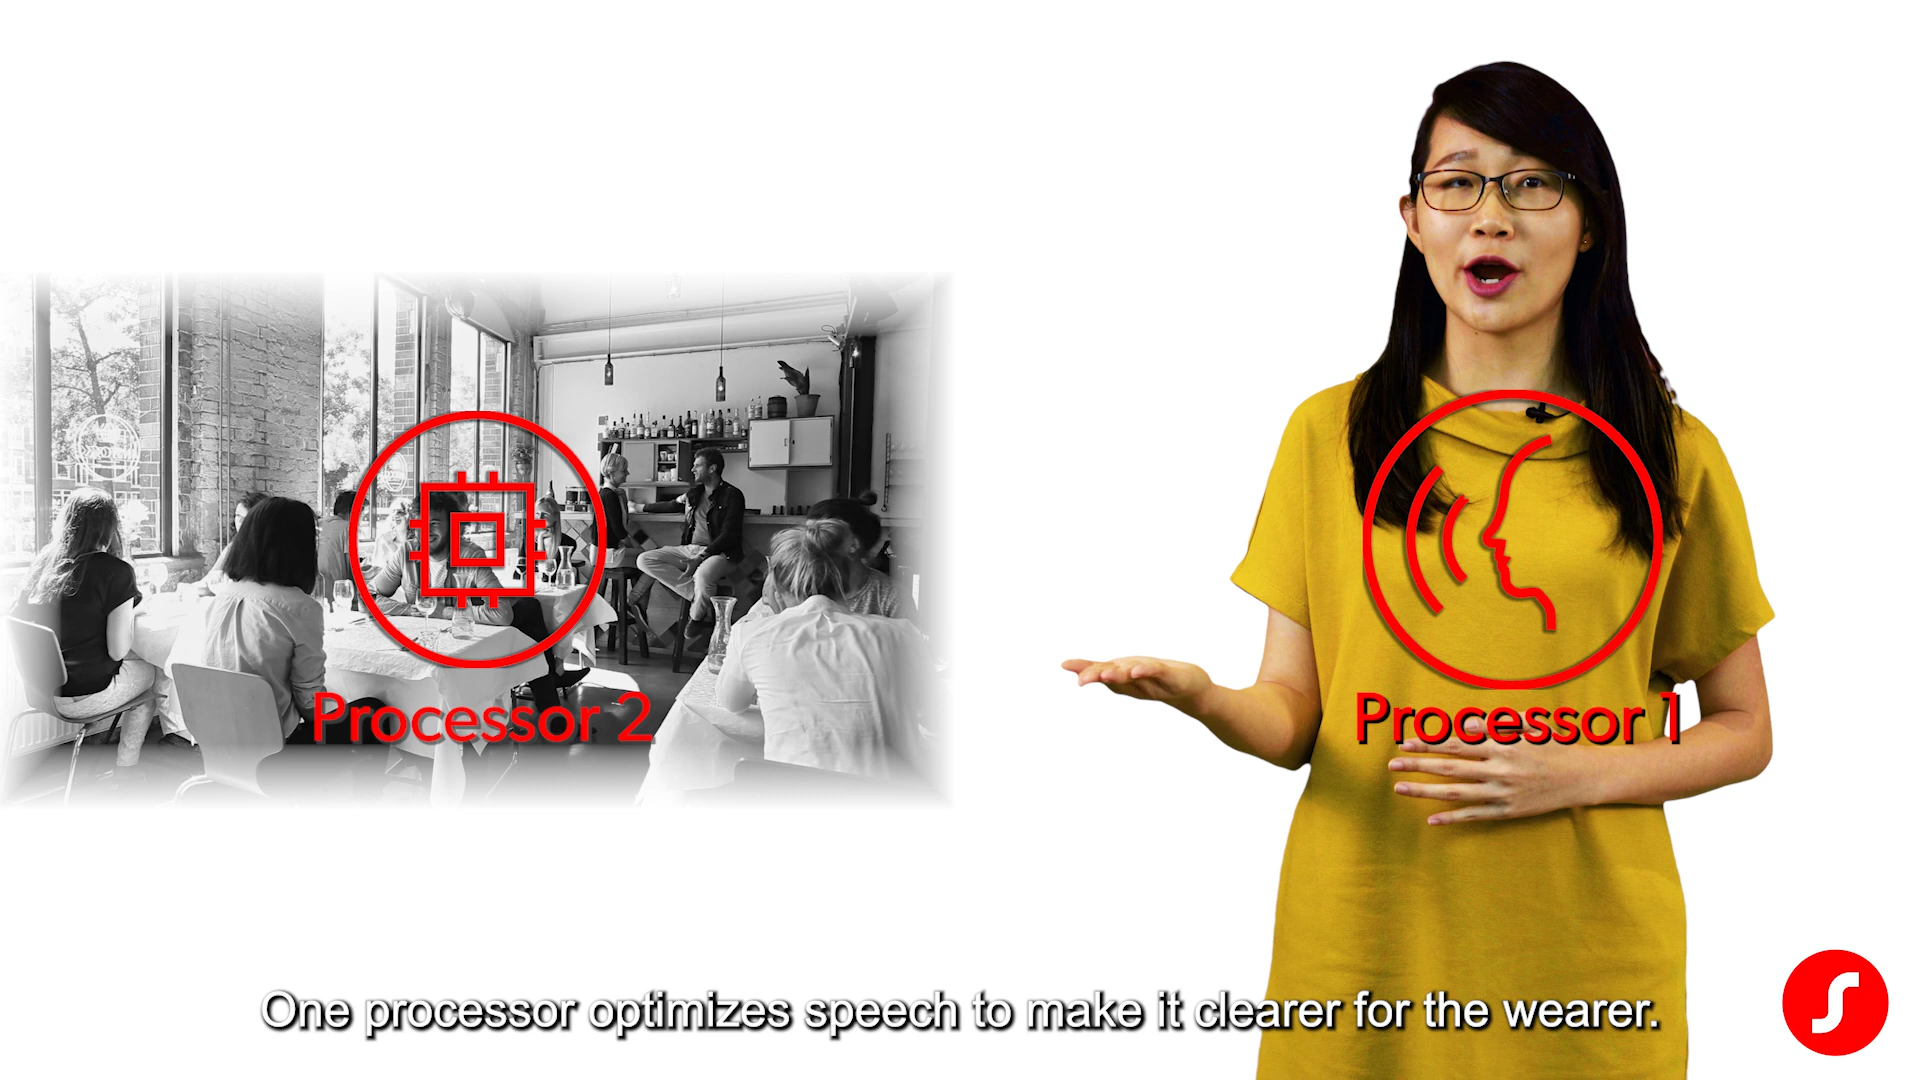 Processor 2
Processor 1
One processor optimizes speech to make it clearer for the wearer.